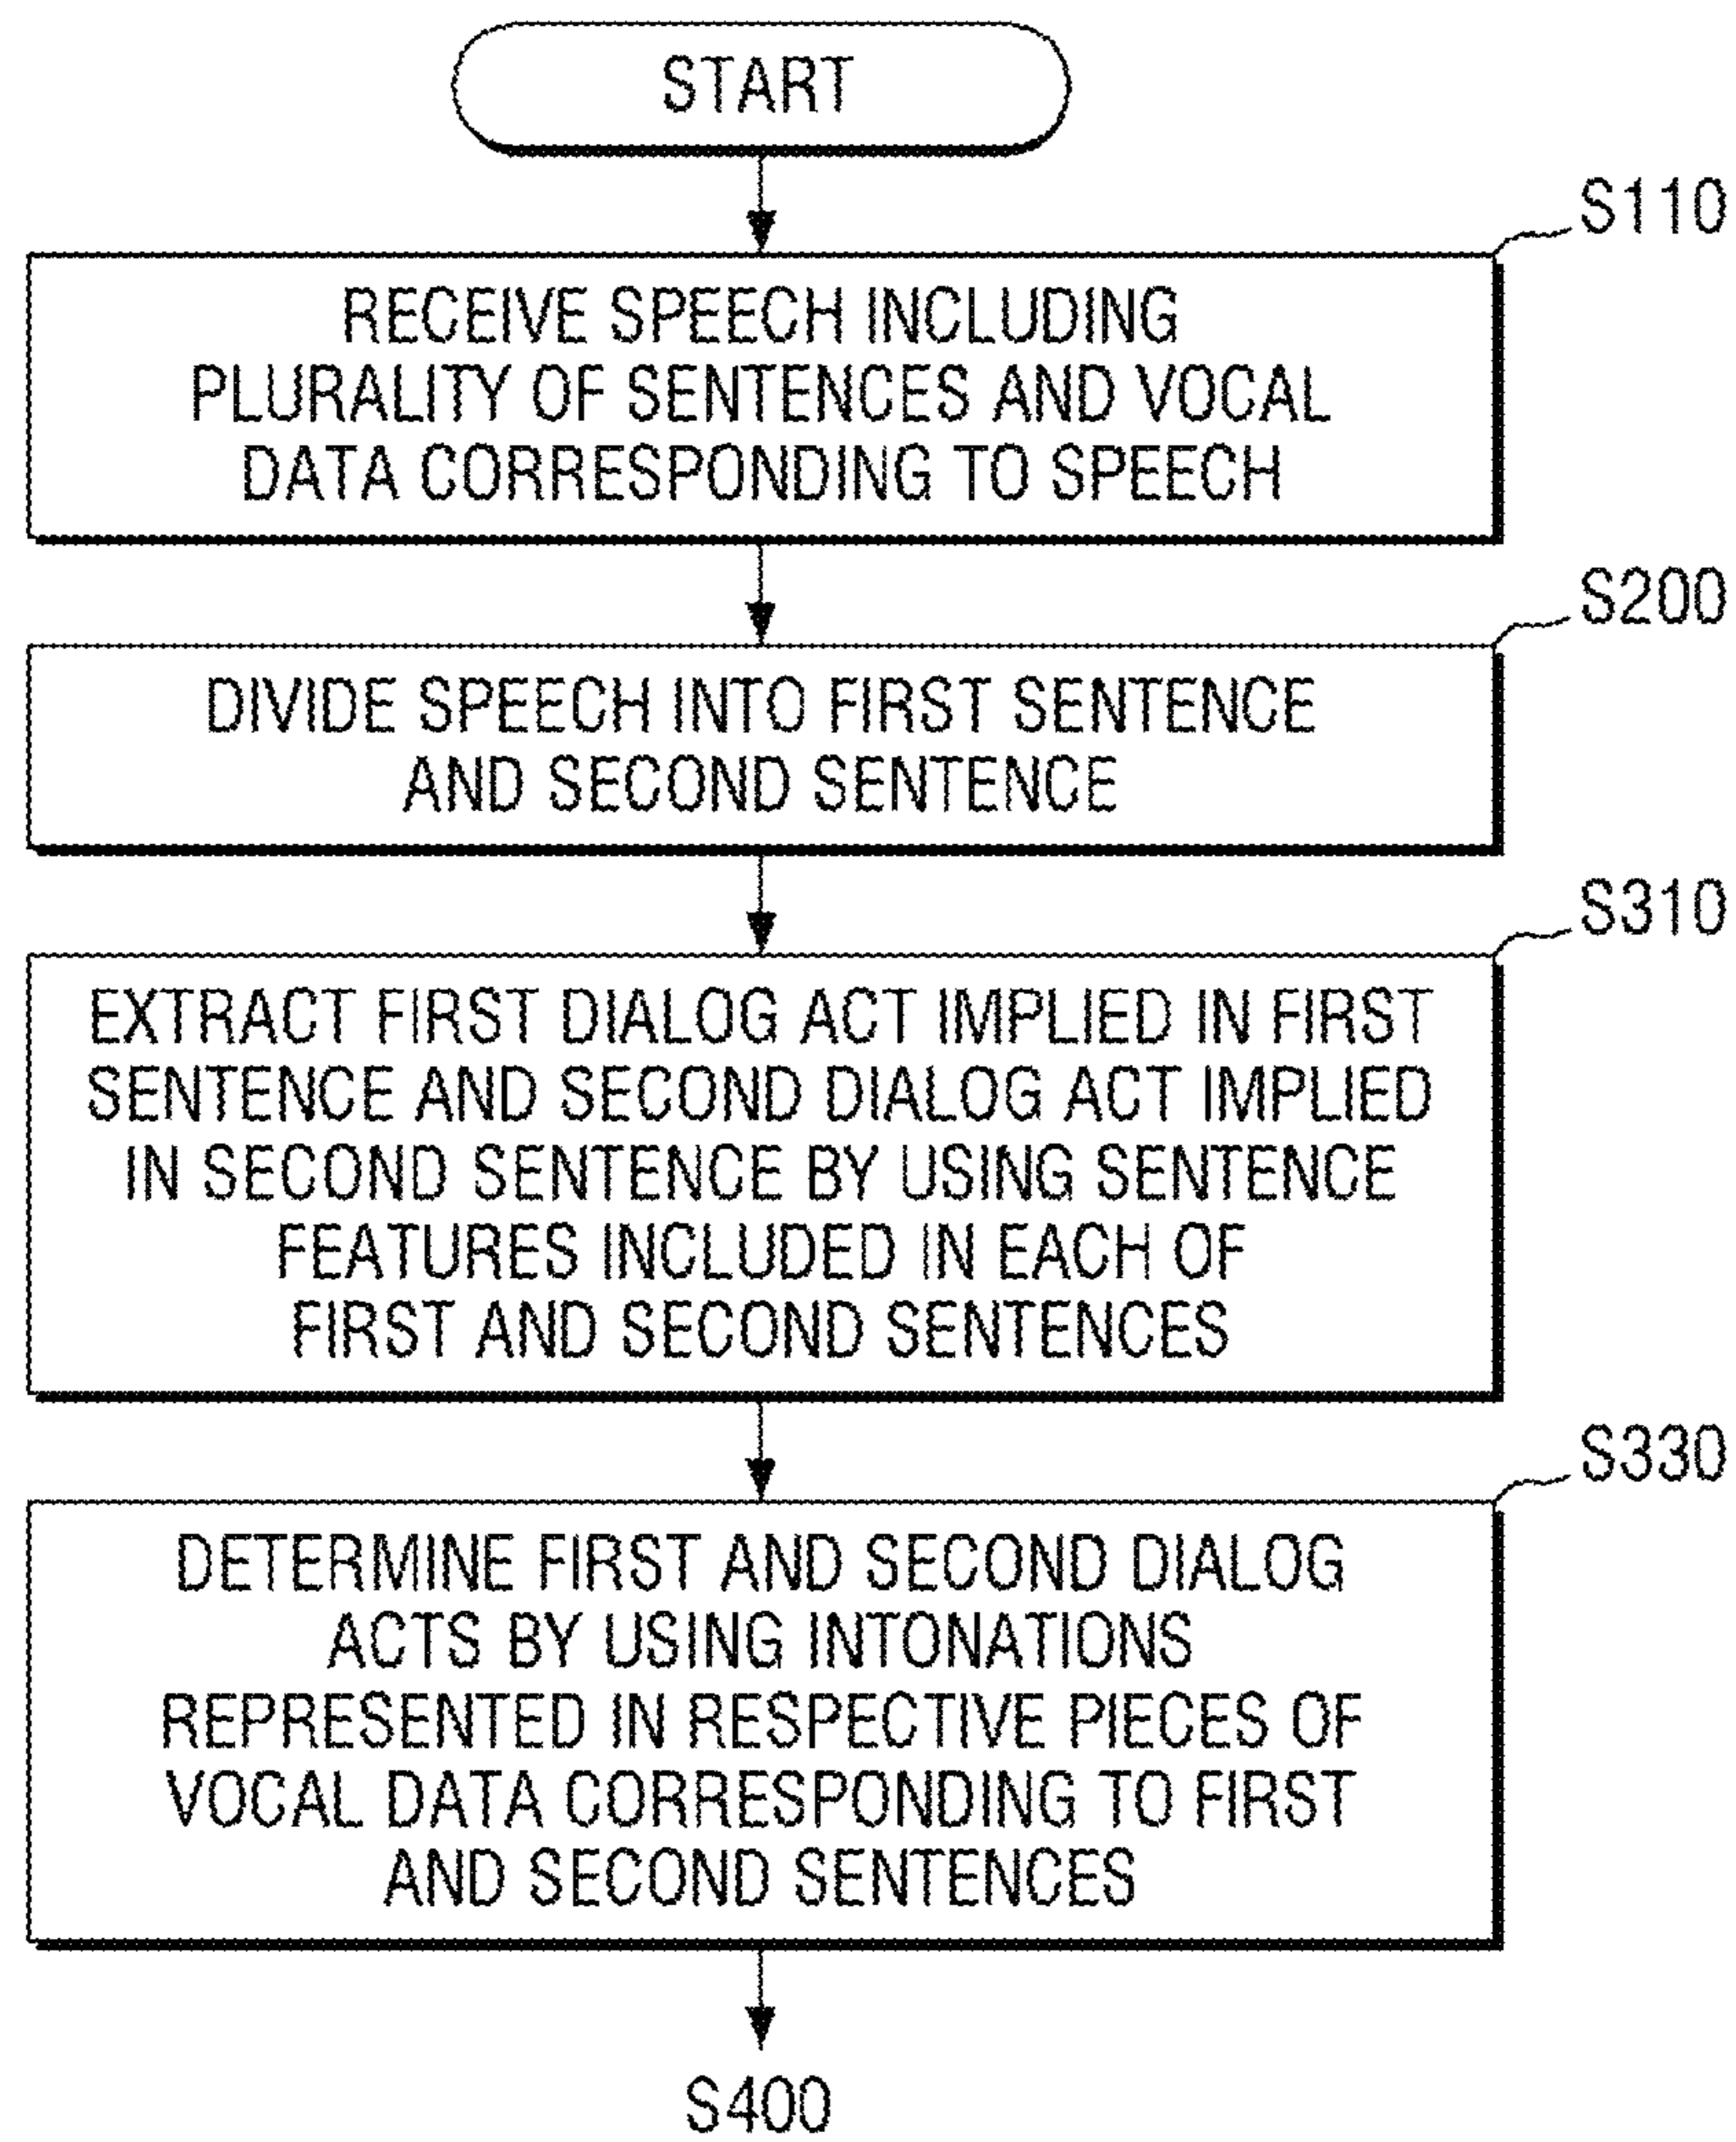 START
S110
RECEIVE SPEECH INCLUDING
PLURALITY OF SENTENCES AND VOCAL
DATA CORRESPONDING TO SPEECH
S200
DIVIDE SPEECH INTO FIRST SENTENCE
AND SECOND SENTENCE
S310
EXTRACT FIRST DIALOG ACT IMPLIED IN FIRST
SENTENCE AND SECOND DIALOG ACT IMPLIED
IN SECOND SENTENCE BY USING SENTENCE
FEATURES INCLUDED IN EACH OF
FIRST AND SECOND SENTENCES
S330
DETERMINE FIRST AND SECOND DIALOG
ACTS BY USING INTONATIONS
REPRESENTED IN RESPECTIVE PIECES OF
VOCAL DATA CORRESPONDING TO FIRST
AND SECOND SENTENCES
S400